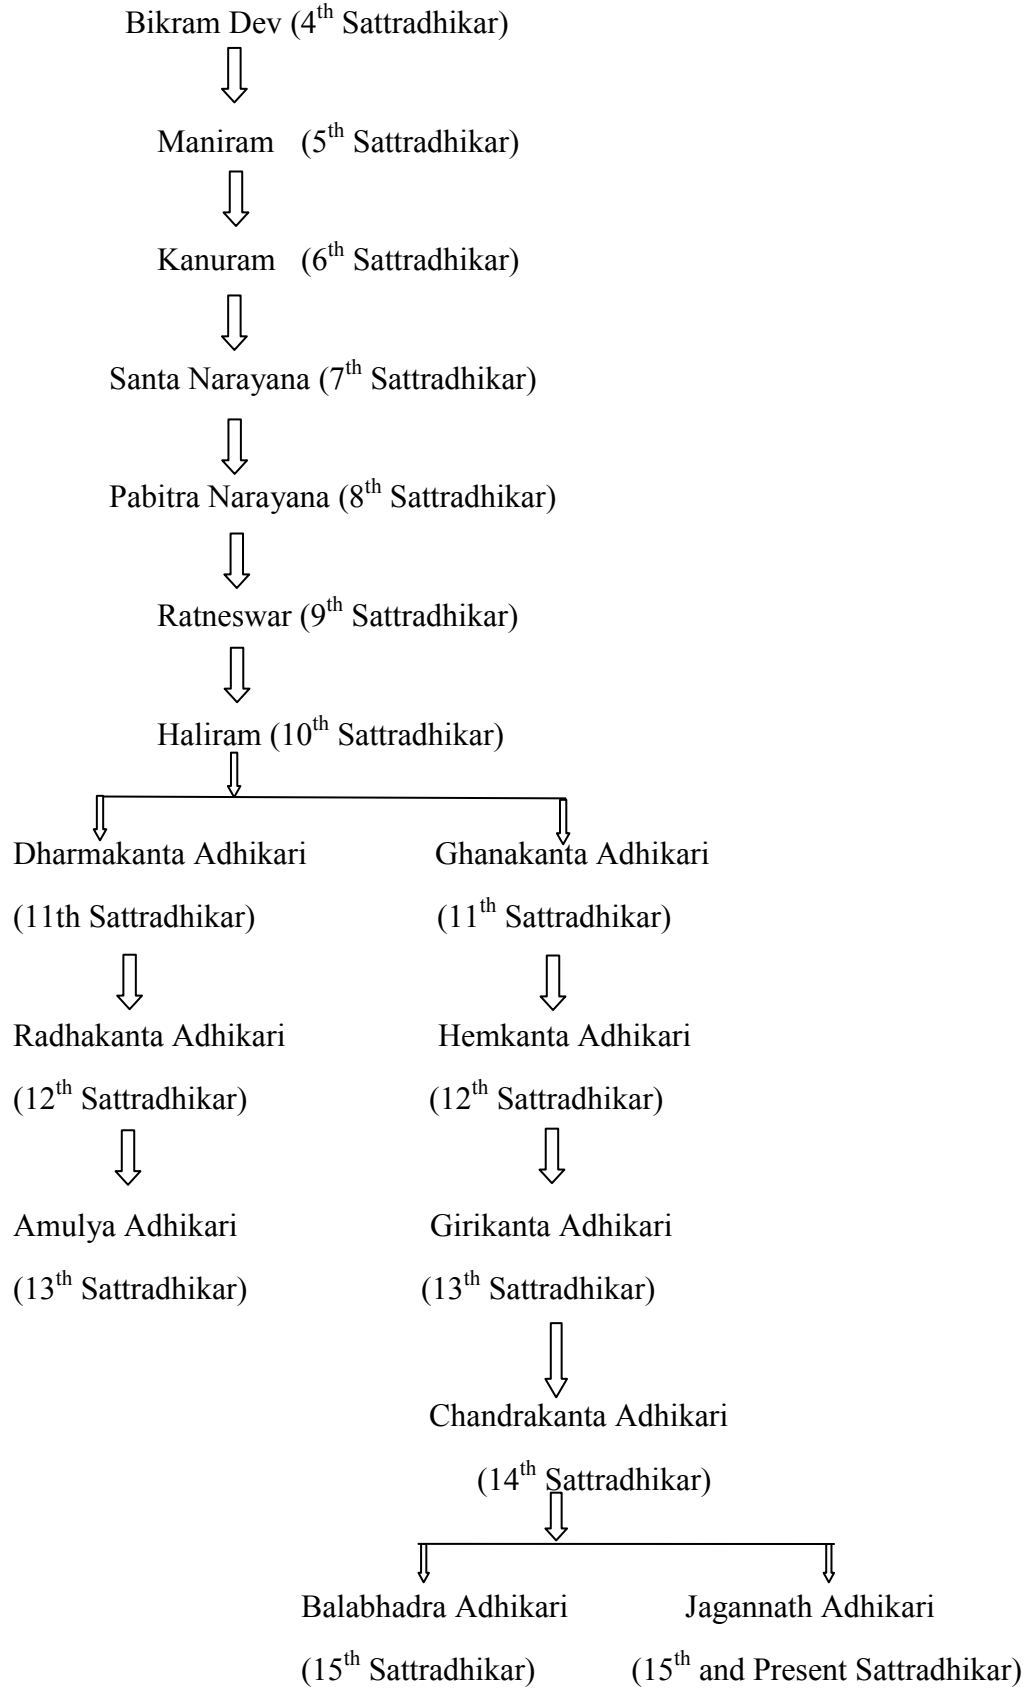 Bikram Dev (4th Sattradhikar)
Maniram (5th Sattradhikar)
Kanuram (6th Sattradhikar)
Santa Narayana (7th Sattradhikar)
Pabitra Narayana (8th Sattradhikar)
Ratneswar (9th Sattradhikar)
Haliram (10th Sattradhikar)
Dharmakanta Adhikari Ghanakanta Adhikari
(11th Sattradhikar) (11th Sattradhikar)
Radhakanta Adhikari Hemkanta Adhikari
(12th Sattradhikar) (12th Sattradhikar)
Amulya Adhikari Girikanta Adhikari
(13th Sattradhikar) (13th Sattradhikar)
Chandrakanta Adhikari
(14th Sattradhikar)
Balabhadra Adhikari Jagannath Adhikari
(15th Sattradhikar) (15th and Present Sattradhikar)